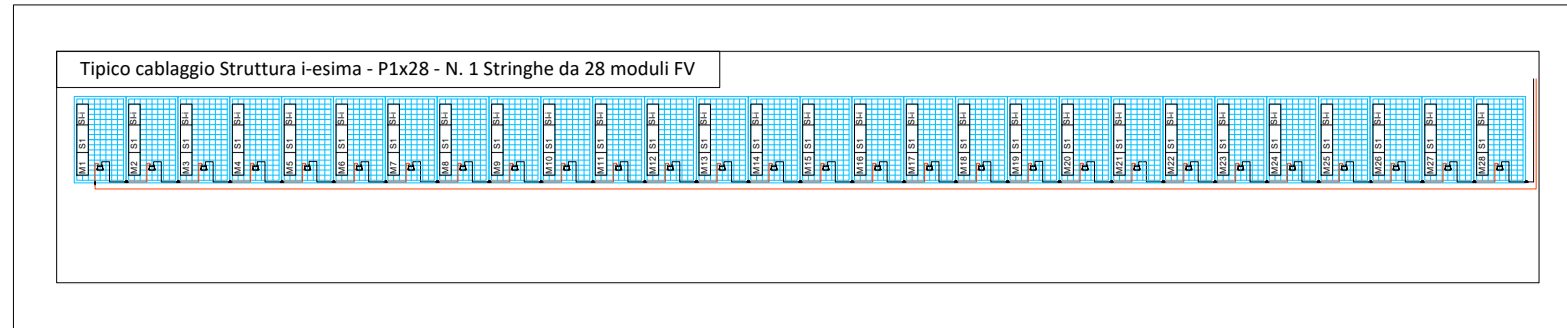 Tipico cablaggio Struttura i-esima - P1x28 - N. 1 Stringhe da 28 moduli FV
M1 S1 SH
M2 S1 SH
M3 S1 SH
M4 S1 SH
M5 S1 SH
M6 S1 SH
M7 S1 SH
M8 S1 SH
M9 S1 SH
M10 S1 SH
M11 S1 SH
M12 S1 SH
M13 S1 SH
M14 S1 SH
M15 S1 SH
M16 S1 SH
M17 S1 SH
M18 S1 SH
M19 S1 SH
M20 S1 SH
M21 S1 SH
M22 S1 SH
M23 S1 SH
M24 S1 SH
M25 S1 SH
M26 S1 SH
M27 S1 SH
M28 S1 SH